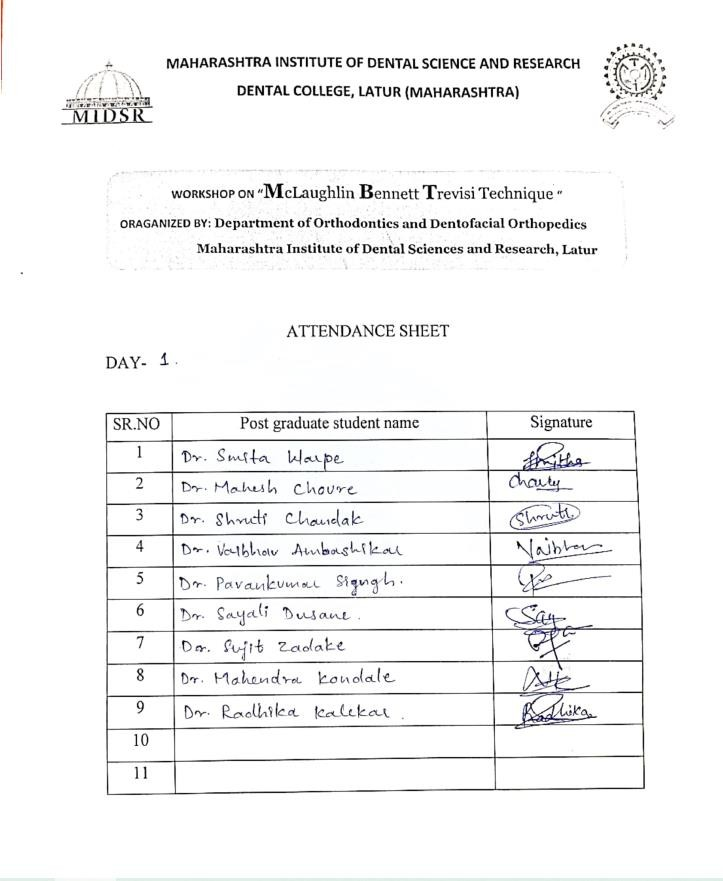 MAHARASHTRA INSTITUTE OF DENTAL SCIENCE AND RESEARCH
DENTAL COLLEGE, LATUR (MAHARASHTRA)
MIDSR
WORKSHOP ON "McLaughlin Bennett Trevisi Technique "
ORAGANIZED BY: Department of Orthodontics and Dentofacial Orthopedics
Maharashtra Institute of Dental Sciences and Research, Latur
ATTENDANCE SHEET
DAY- 1.
SR.NO Post graduate student name Signature
1 Dr. Smita Warpe
2 Dr. Mahesh Choure
3 Dr. Shruti Chandak Shruti
4 Dr. Vaibhav Ambashikar Vaibhav
5 Dr. Pavankumar Signgh.
6 Dr. Sayali Dusane. Say
7 Dr. Sujit Zadake
8 Dr. Mahendra Kondale
9 Dr. Radhika Kalekar. Radhika
10
11